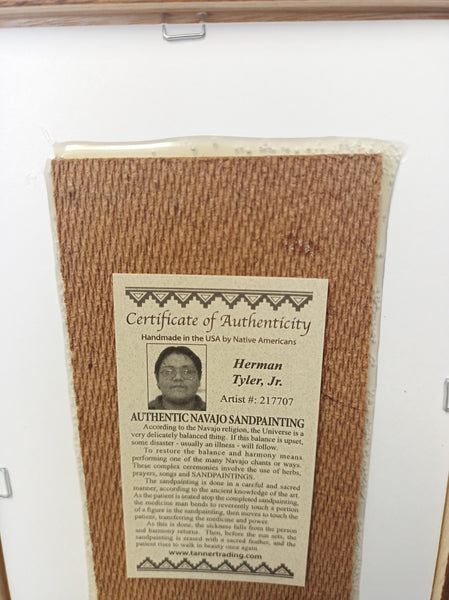 Certificate of Authenticity
Handmade in the USA by Native Americans
Herman
Tyler, Jr.
Artist #: 217707
AUTHENTIC NAVAJO SANDPAINTING
According to the Navajo religion, the Universe is a
very delicately balanced thing. If this balance is upset,
some disaster - usually an illness - will follow.
To restore the balance and harmony means
performing one of the many Navajo chants or ways.
These complex ceremonies involve the use of herbs,
prayers, songs and SANDPAINTINGS.
The sandpainting is done in a careful and sacred
manner, according to the ancient knowledge of the art.
As the patient is seated atop the completed sandpainting,
the medicine man bends to reverently touch a portion
of a figure in the sandpainting, then moves to touch the
patient, transferring the medicine and power.
As this is done, the sickness falls from the person
and harmony returns. Then, before the sun sets, the
sandpainting is erased with a sacred feather, and the
patient rises to walk in beauty once again.
www.tannertrading.com